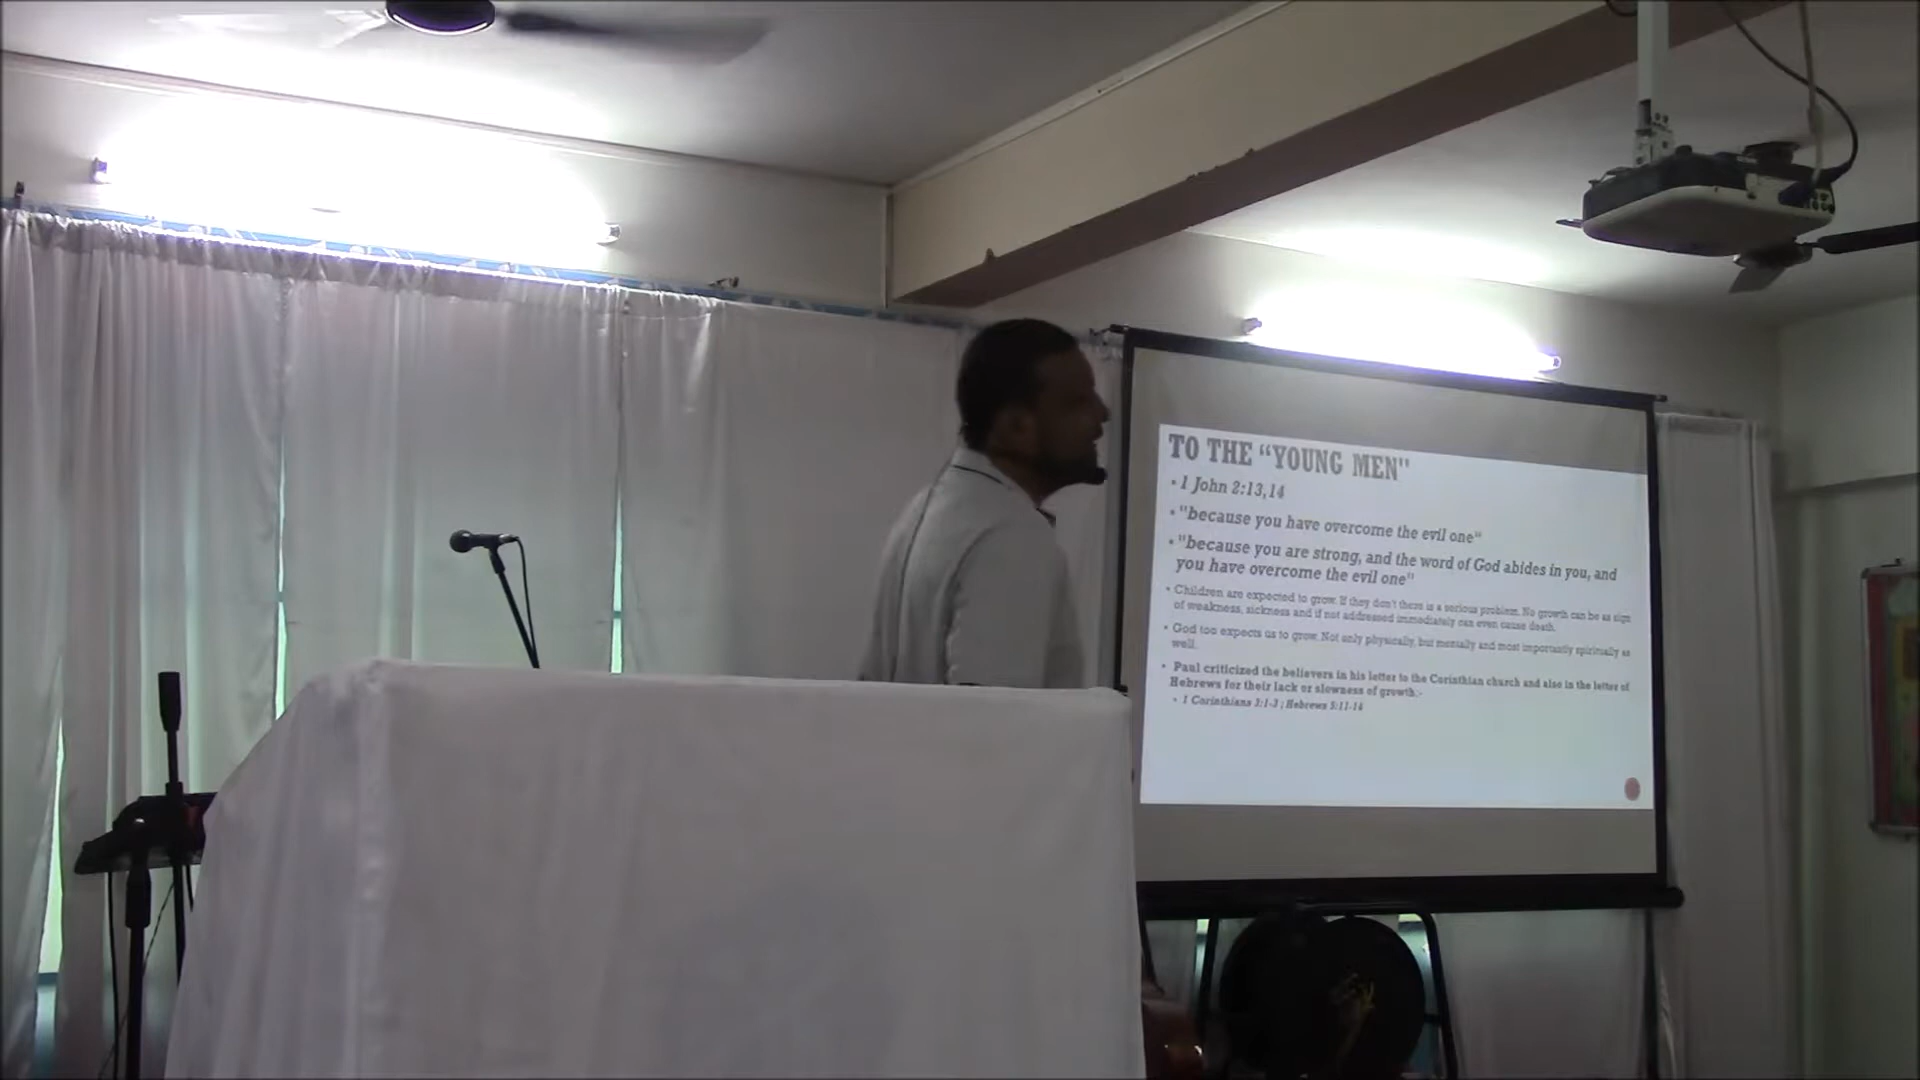 TO THE “YOUNG MEN"
• 1 John 2:13,14
• "because you have overcome the evil one"
• "because you are strong, and the word of God abides in you, and
you have overcome the evil one"
• Children are expected to grow. If they don't there is a serious problem. No growth can be as sign
of weakness, sickness and if not addressed immediately can even cause death.
• God too expects us to grow. Not only physically, but mentally and most importantly spiritually as
well.
• Paul criticized the believers in his letter to the Corinthian church and also in the letter of
Hebrews for their lack or slowness of growth:-
• 1 Corinthians 3:1-3 ; Hebrews 5:11-14